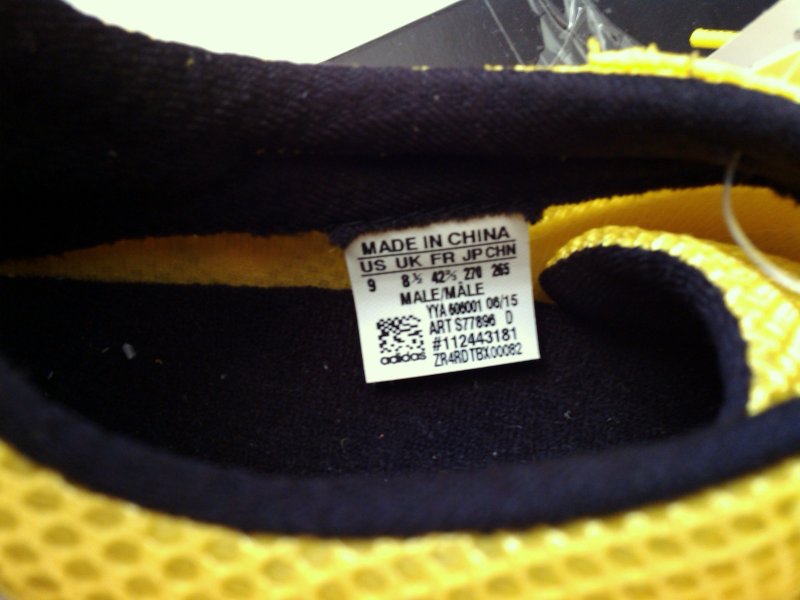 MADE IN CHINA
US UK FR JP CHN
9 8½ 42⅔ 270 265
MALE/MÂLE
YYA 606001 06/15
ART S77896 D
#112443181
adidas ZR4RDTBX00082